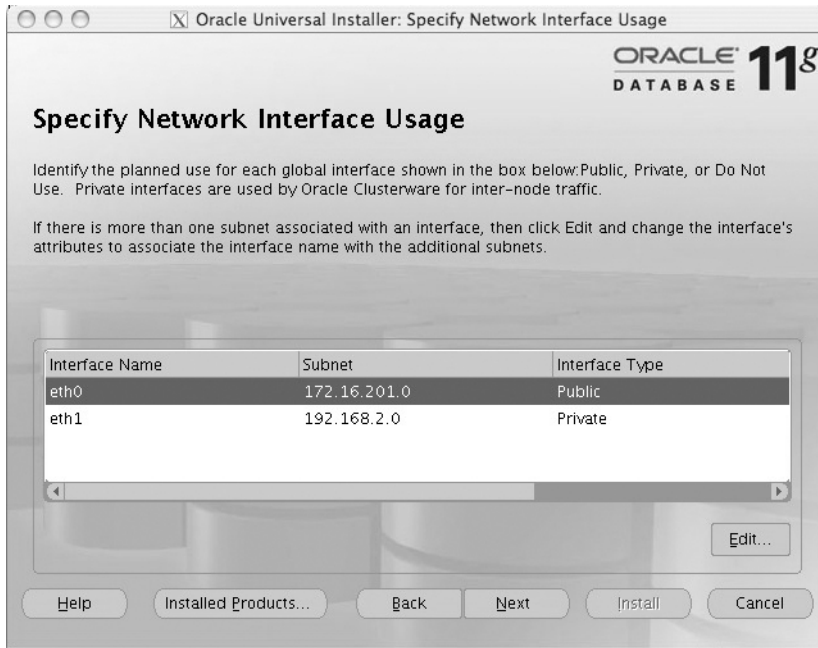 X Oracle Universal Installer: Specify Network Interface Usage
ORACLE
DATABASE 11g
Specify Network Interface Usage
Identify the planned use for each global interface shown in the box below:Public, Private, or Do Not
Use. Private interfaces are used by Oracle Clusterware for inter-node traffic.
If there is more than one subnet associated with an interface, then click Edit and change the interface's
attributes to associate the interface name with the additional subnets.
Interface Name Subnet Interface Type
eth0 172.16.201.0 Public
eth1 192.168.2.0 Private
Edit...
Help Installed Products... Back Next Install Cancel